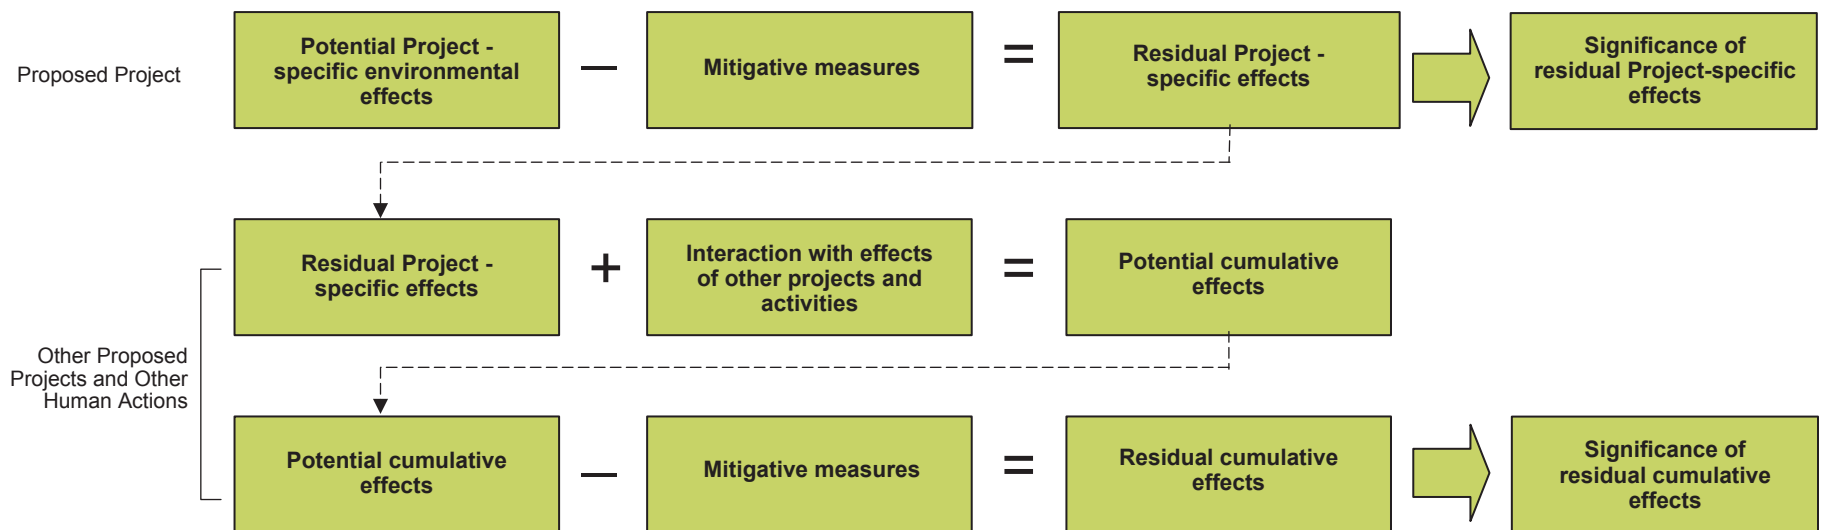 Proposed Project
Potential Project -
specific environmental
effects
—
Mitigative measures
=
Residual Project -
specific effects
Significance of
residual Project-specific
effects
Other Proposed
Projects and Other
Human Actions
Residual Project -
specific effects
+
Interaction with effects
of other projects and
activities
=
Potential cumulative
effects
Potential cumulative
effects
—
Mitigative measures
=
Residual cumulative
effects
Significance of
residual cumulative
effects